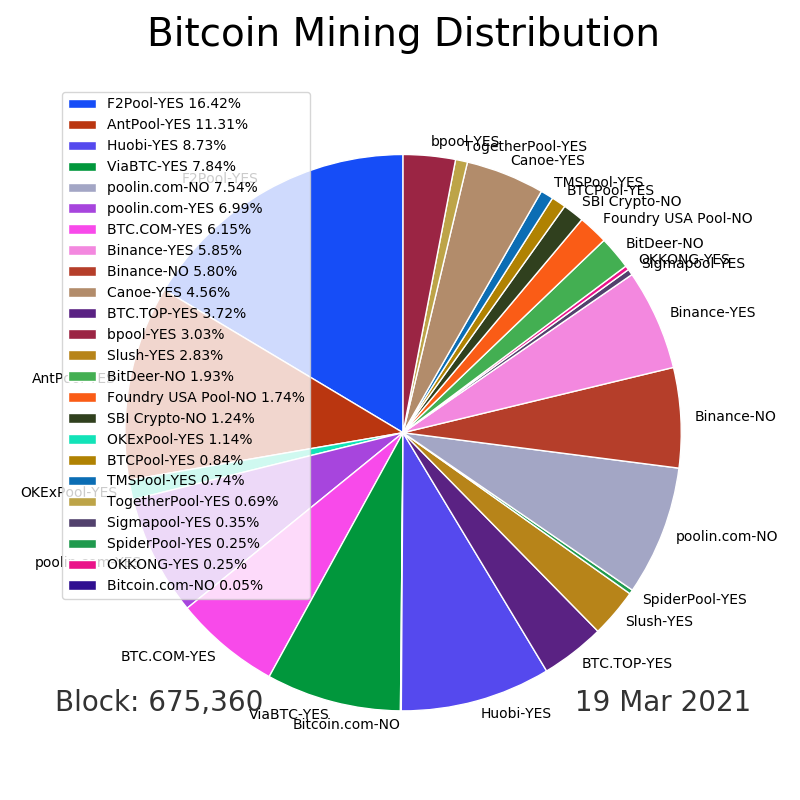 Bitcoin Mining Distribution
F2Pool-YES 16.42%
AntPool-YES 11.31%
Huobi-YES 8.73%
ViaBTC-YES 7.84%
poolin.com-NO 7.54%
poolin.com-YES 6.99%
BTC.COM-YES 6.15%
Binance-YES 5.85%
Binance-NO 5.80%
Canoe-YES 4.56%
BTC.TOP-YES 3.72%
bpool-YES 3.03%
Slush-YES 2.83%
BitDeer-NO 1.93%
Foundry USA Pool-NO 1.74%
SBI Crypto-NO 1.24%
OKExPool-YES 1.14%
BTCPool-YES 0.84%
TMSPool-YES 0.74%
TogetherPool-YES 0.69%
Sigmapool-YES 0.35%
SpiderPool-YES 0.25%
OKKONG-YES 0.25%
Bitcoin.com-NO 0.05%
bpool-YES
TogetherPool-YES
Canoe-YES
TMSPool-YES
BTCPool-YES
SBI Crypto-NO
Foundry USA Pool-NO
BitDeer-NO
OKKONG-YES
Sigmapool-YES
Binance-YES
Binance-NO
poolin.com-NO
SpiderPool-YES
Slush-YES
BTC.TOP-YES
Huobi-YES
Bitcoin.com-NO
ViaBTC-YES
BTC.COM-YES
poolin.com-YES
OKExPool-YES
AntPool-YES
F2Pool-YES
Block: 675,360
19 Mar 2021